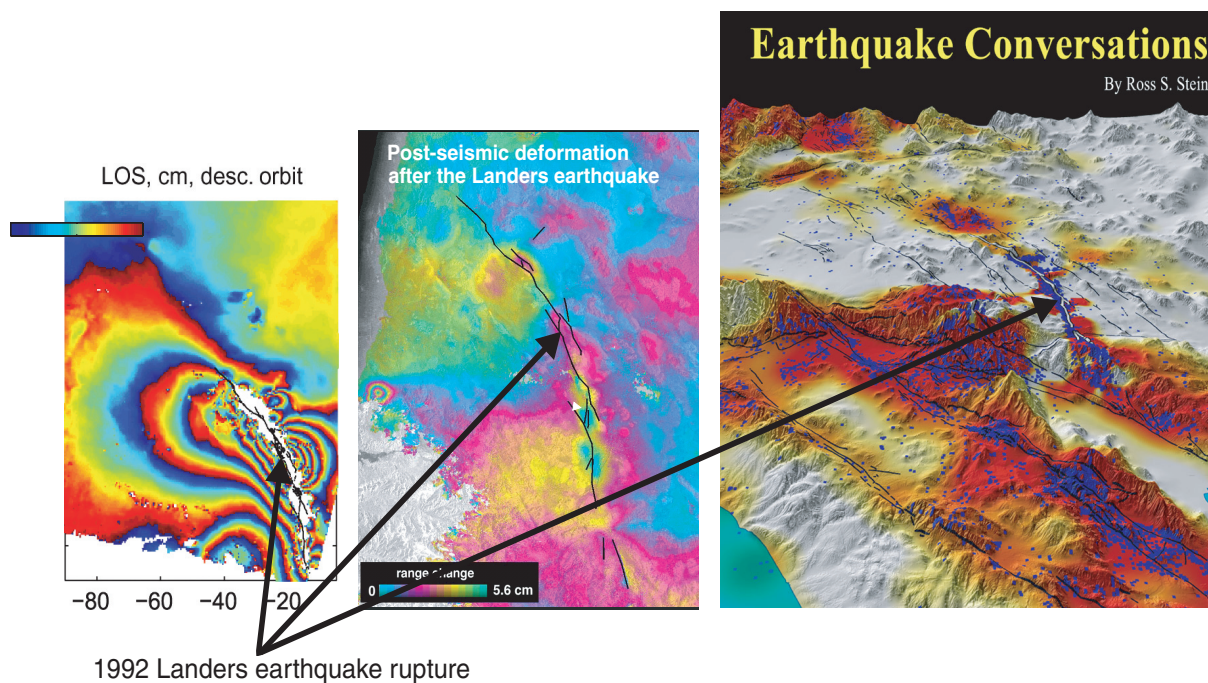 Earthquake Conversations
By Ross S. Stein
Post-seismic deformation
after the Landers earthquake
LOS, cm, desc. orbit
range change
0 5.6 cm
−80 −60 −40 −20
1992 Landers earthquake rupture